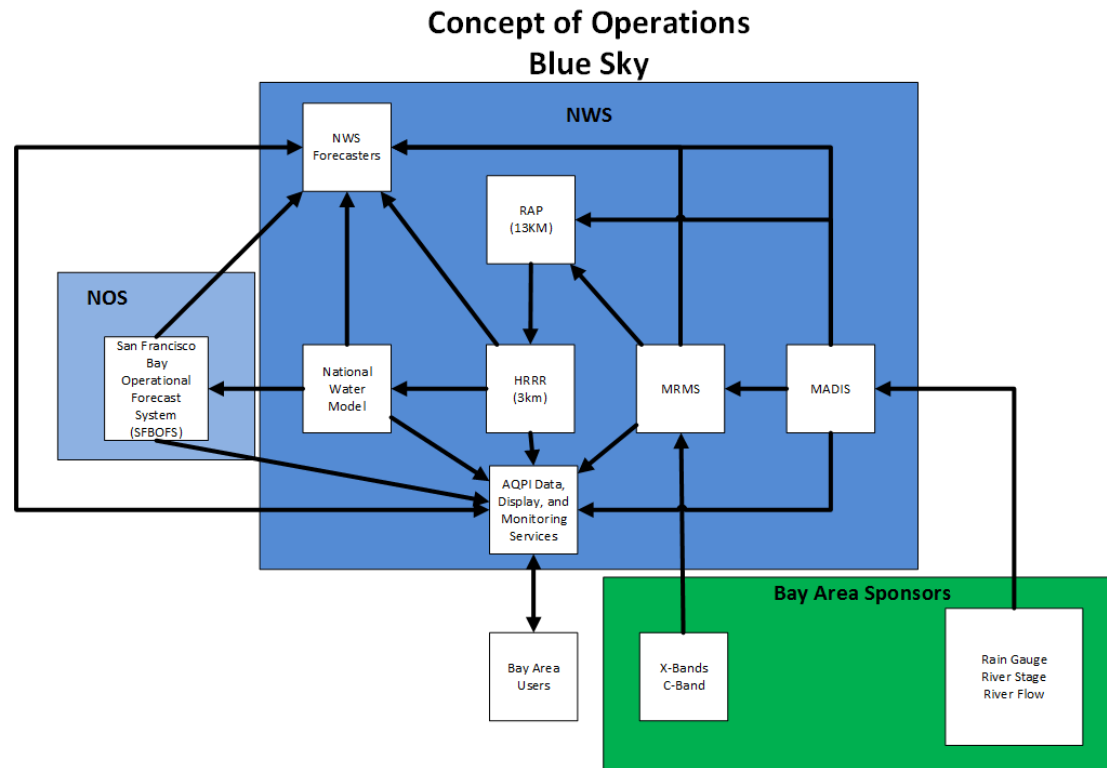 Concept of Operations
Blue Sky
NWS
NWS
Forecasters
RAP
(13KM)
NOS
San Francisco
Bay
Operational
Forecast
System
(SFBOFS)
National
Water
Model
HRRR
(3km)
MRMS
MADIS
AQPI Data,
Display, and
Monitoring
Services
Bay Area Sponsors
Bay Area
Users
X-Bands
C-Band
Rain Gauge
River Stage
River Flow